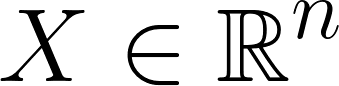 X ∈ ℝⁿ